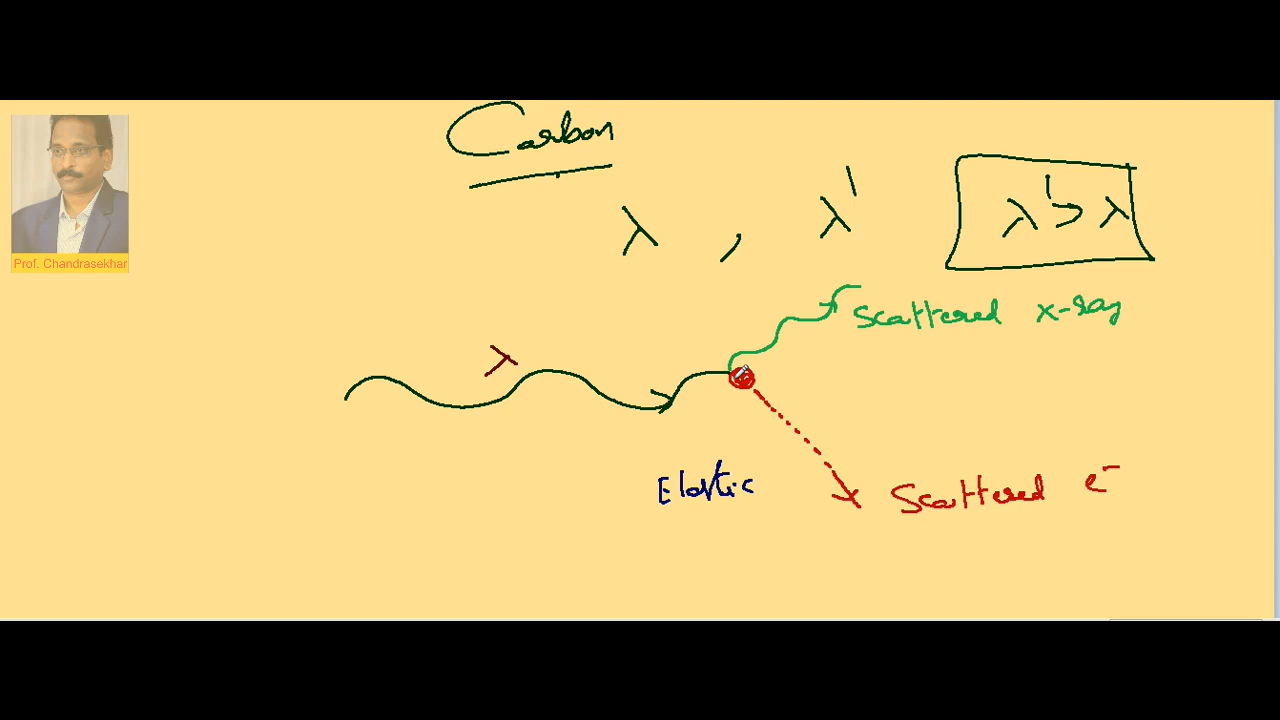 Carbon
λ , λ' λ' > λ
Prof. Chandrasekhar
scattered x-ray
λ
Elastic
scattered e⁻